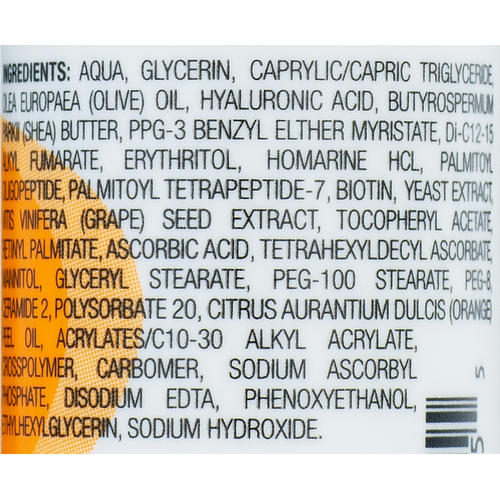 INGREDIENTS: AQUA, GLYCERIN, CAPRYLIC/CAPRIC TRIGLYCERIDE,
OLEA EUROPAEA (OLIVE) OIL, HYALURONIC ACID, BUTYROSPERMUM
PARKII (SHEA) BUTTER, PPG-3 BENZYL ELTHER MYRISTATE, Di-C12-15
ALKYL FUMARATE, ERYTHRITOL, HOMARINE HCL, PALMITOYL
OLIGOPEPTIDE, PALMITOYL TETRAPEPTIDE-7, BIOTIN, YEAST EXTRACT,
VITIS VINIFERA (GRAPE) SEED EXTRACT, TOCOPHERYL ACETATE,
RETINYL PALMITATE, ASCORBIC ACID, TETRAHEXYLDECYL ASCORBATE,
MANNITOL, GLYCERYL STEARATE, PEG-100 STEARATE, PEG-8,
CERAMIDE 2, POLYSORBATE 20, CITRUS AURANTIUM DULCIS (ORANGE)
PEEL OIL, ACRYLATES/C10-30 ALKYL ACRYLATE,
CROSSPOLYMER, CARBOMER, SODIUM ASCORBYL
PHOSPHATE, DISODIUM EDTA, PHENOXYETHANOL,
ETHYLHEXYLGLYCERIN, SODIUM HYDROXIDE.
5
5